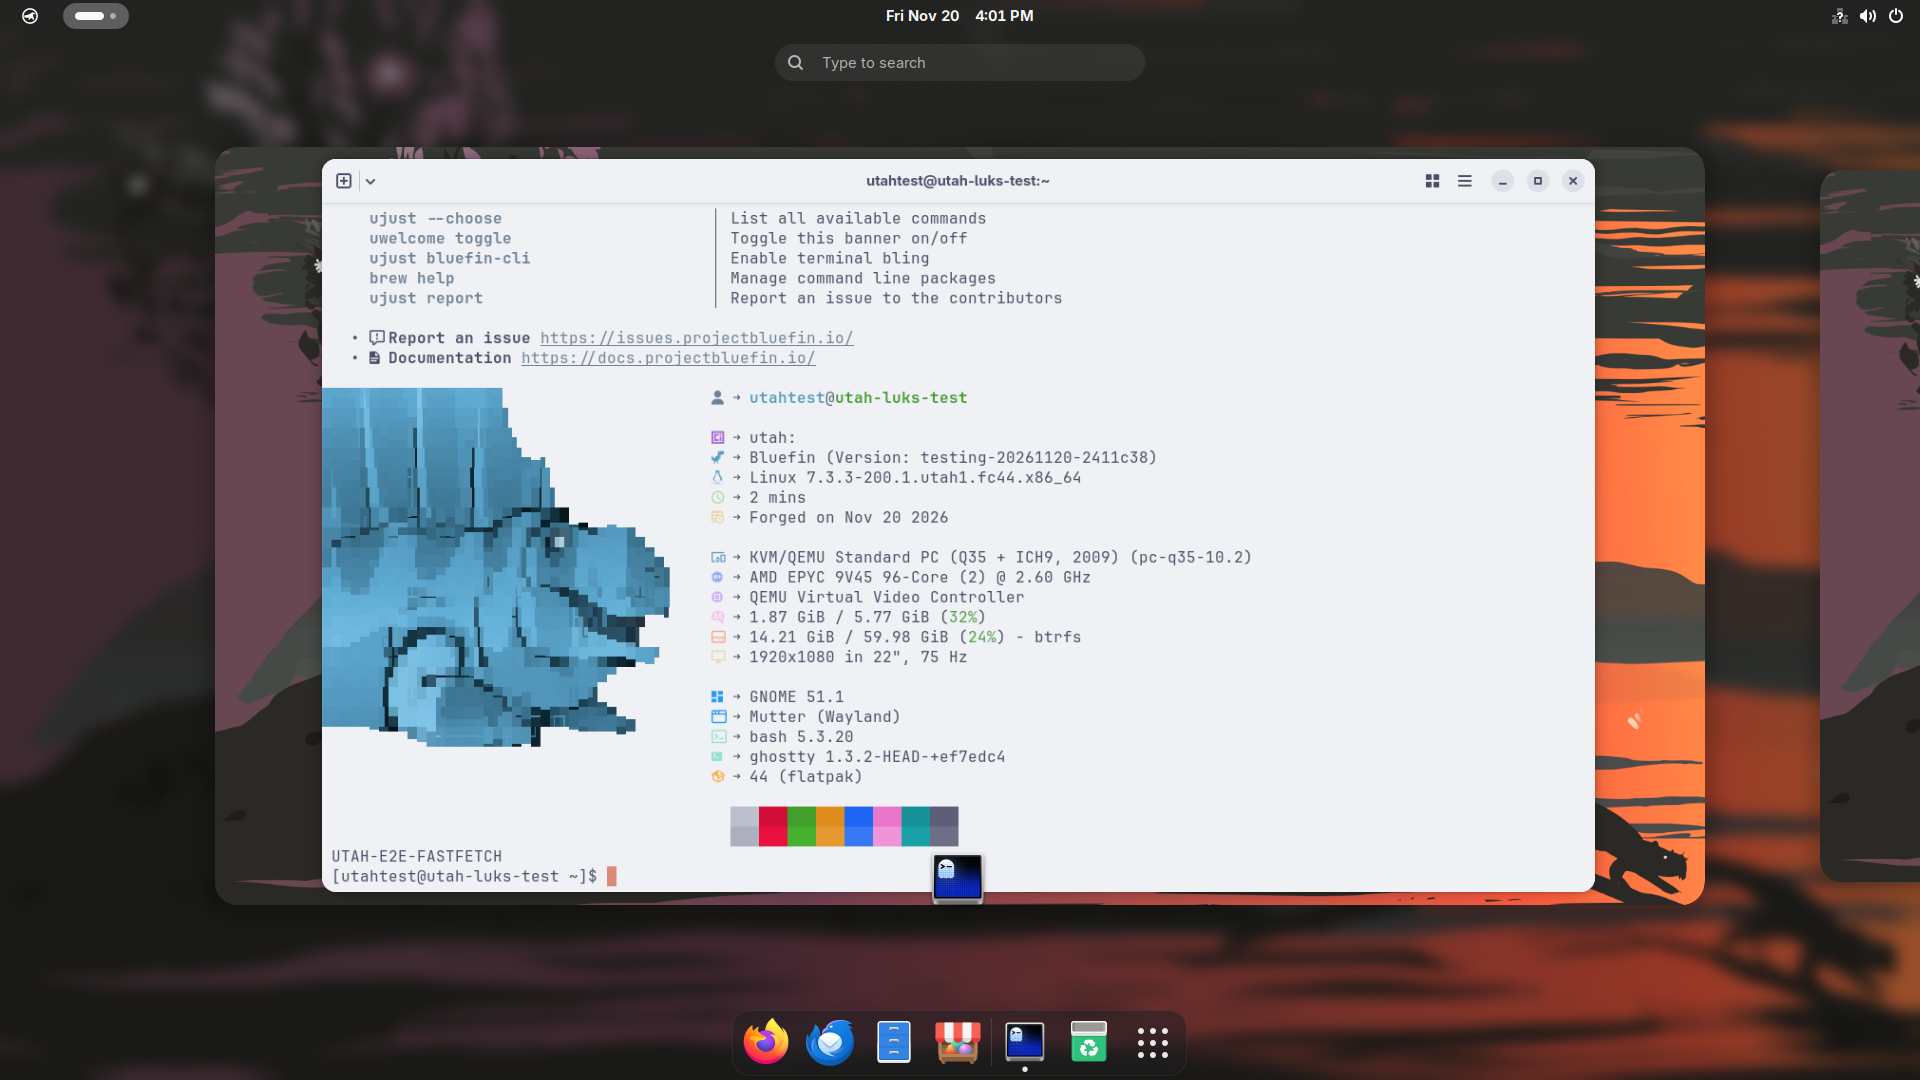 Fri Nov 20 4:01 PM
Type to search
utahtest@utah-luks-test:~
ujust --choose List all available commands
uwelcome toggle Toggle this banner on/off
ujust bluefin-cli Enable terminal bling
brew help Manage command line packages
ujust report Report an issue to the contributors
• Report an issue https://issues.projectbluefin.io/
• Documentation https://docs.projectbluefin.io/
→ utahtest@utah-luks-test
→ utah:
→ Bluefin (Version: testing-20261120-2411c38)
→ Linux 7.3.3-200.1.utah1.fc44.x86_64
→ 2 mins
→ Forged on Nov 20 2026
→ KVM/QEMU Standard PC (Q35 + ICH9, 2009) (pc-q35-10.2)
→ AMD EPYC 9V45 96-Core (2) @ 2.60 GHz
→ QEMU Virtual Video Controller
→ 1.87 GiB / 5.77 GiB (32%)
→ 14.21 GiB / 59.98 GiB (24%) - btrfs
→ 1920x1080 in 22", 75 Hz
→ GNOME 51.1
→ Mutter (Wayland)
→ bash 5.3.20
→ ghostty 1.3.2-HEAD-+ef7edc4
→ 44 (flatpak)
UTAH-E2E-FASTFETCH
[utahtest@utah-luks-test ~]$